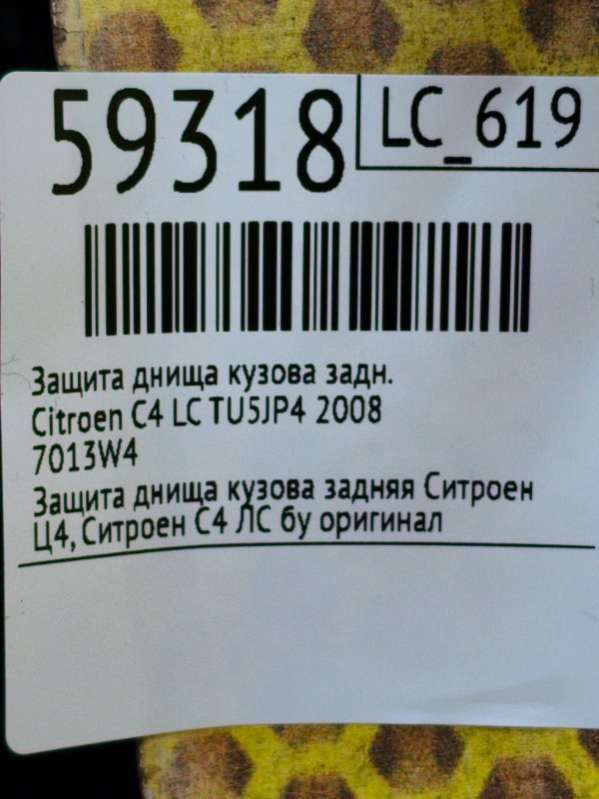 59318
LC_619
Защита днища кузова задн.
Citroen C4 LC TU5JP4 2008
7013W4
Защита днища кузова задняя Ситроен
Ц4, Ситроен С4 ЛС бу оригинал